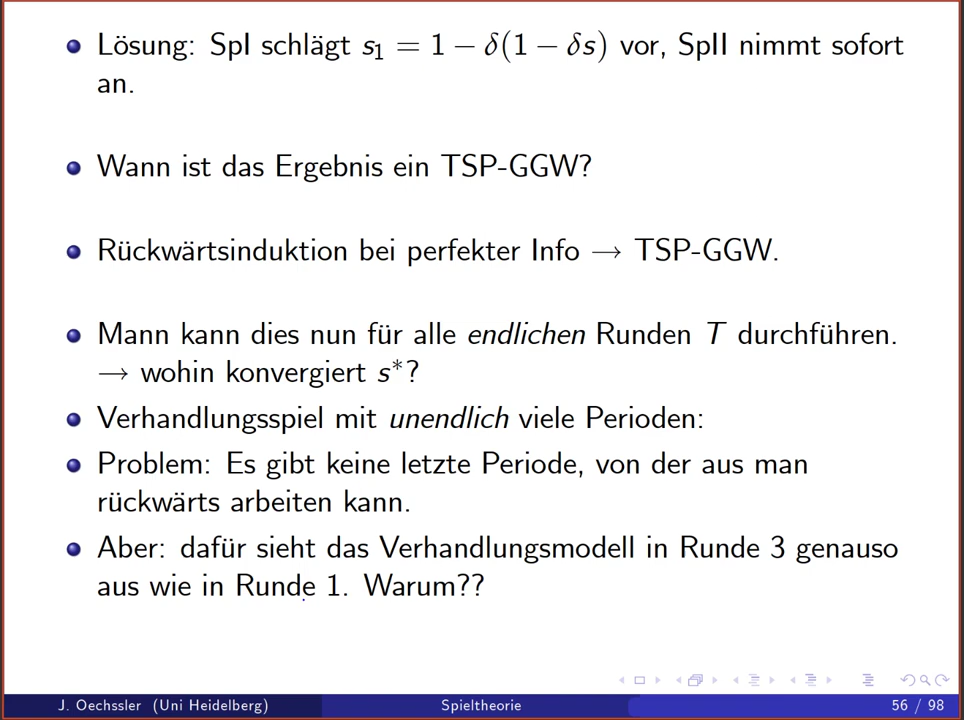 Lösung: SpI schlägt s₁ = 1 − δ(1 − δs) vor, SpII nimmt sofort
an.
Wann ist das Ergebnis ein TSP-GGW?
Rückwärtsinduktion bei perfekter Info → TSP-GGW.
Mann kann dies nun für alle endlichen Runden T durchführen.
→ wohin konvergiert s*?
Verhandlungsspiel mit unendlich viele Perioden:
Problem: Es gibt keine letzte Periode, von der aus man
rückwärts arbeiten kann.
Aber: dafür sieht das Verhandlungsmodell in Runde 3 genauso
aus wie in Runde 1. Warum??
J. Oechssler (Uni Heidelberg) Spieltheorie 56 / 98